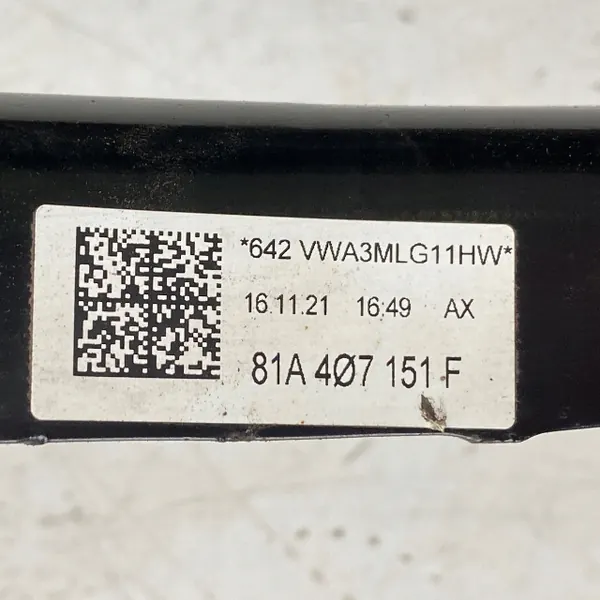 *642 VWA3MLG11HW*
16.11.21 16:49 AX
81A 4Ø7 151 F